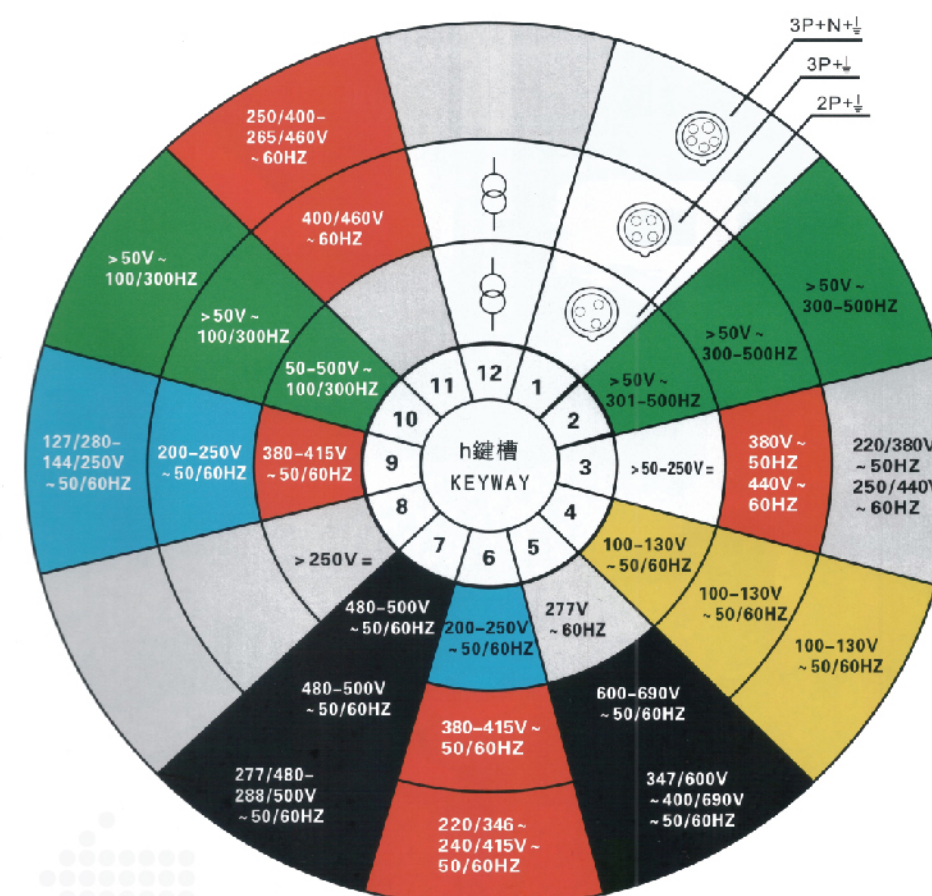 3P+N+⏚
3P+⏚
2P+⏚
250/400–
265/460V
~60HZ
400/460V
~60HZ
>50V~
100/300HZ
>50V~
100/300HZ
50–500V~
100/300HZ
>50V~
300–500HZ
>50V~
300–500HZ
>50V~
301–500HZ
11
12
1
10
2
9
3
8
4
7
6
5
h鍵槽
KEYWAY
127/280–
144/250V
~50/60HZ
200–250V
~50/60HZ
380–415V
~50/60HZ
>50–250V=
380V~
50HZ
440V~
60HZ
220/380V
~50HZ
250/440V
~60HZ
>250V=
100–130V
~50/60HZ
100–130V
~50/60HZ
100–130V
~50/60HZ
480–500V
~50/60HZ
480–500V
~50/60HZ
277/480–
288/500V
~50/60HZ
200–250V
~50/60HZ
380–415V~
50/60HZ
220/346~
240/415V~
50/60HZ
277V
~60HZ
600–690V
~50/60HZ
347/600V
~400/690V
~50/60HZ